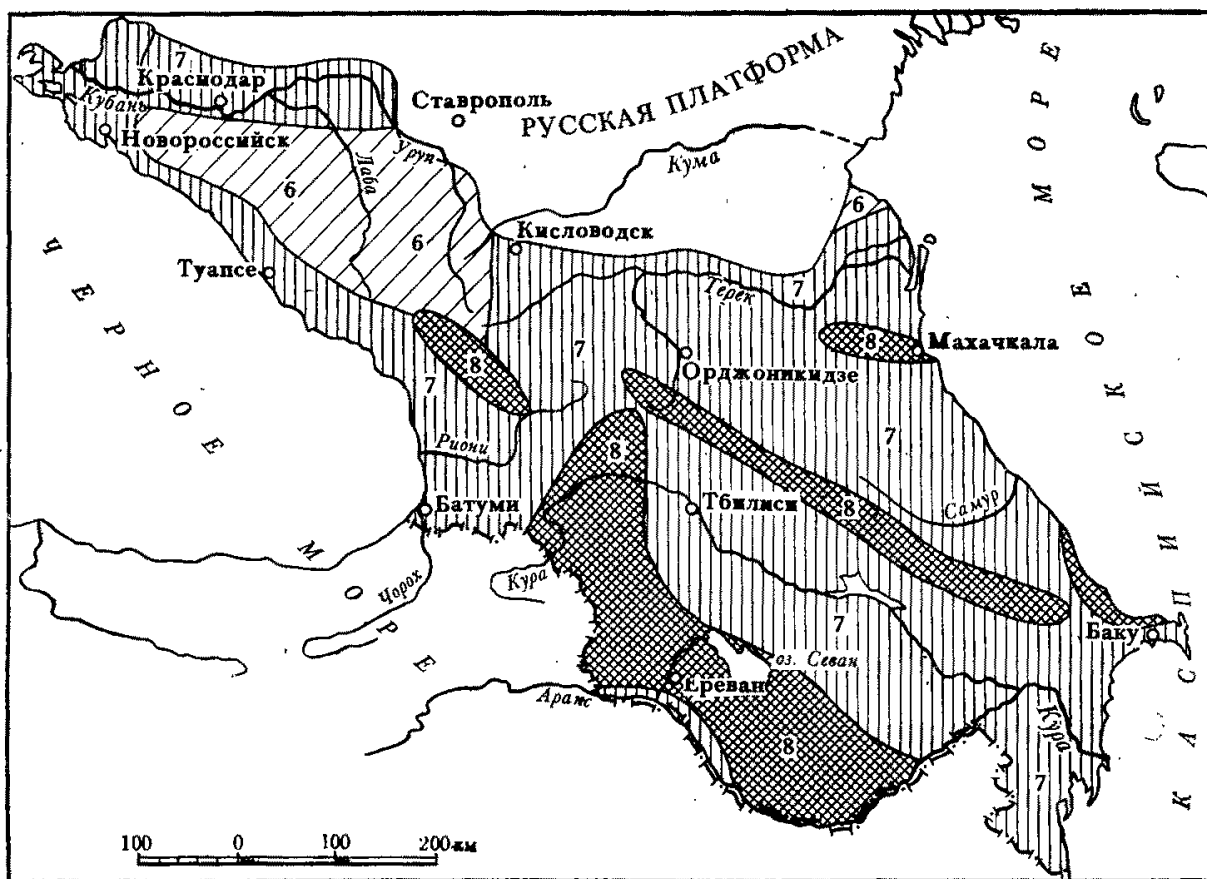 РУССКАЯ ПЛАТФОРМА
7
Краснодар
Ставрополь
Кубань
Новороссийск
Уруп
Лаба
Кума
6
6
6
Кисловодск
Туапсе
Терек
7
8
Махачкала
8
7
Орджоникидзе
7
7
Риони
8
Самур
8
Тбилиси
Батуми
Кура
Чорох
7
Баку
оз. Севан
Ереван
Аракс
8
Кура
7
ЧЕРНОЕ
МОРЕ
КАСПИЙСКОЕ МОРЕ
100 0 100 200 км